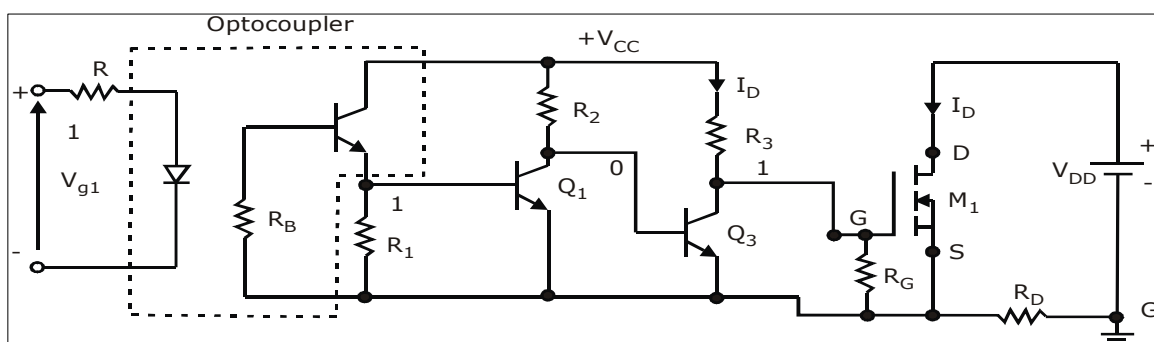 Optocoupler
+V_CC
R
I_D
I_D
+
R_2
R_3
D
+
1
V_DD
0
1
-
V_g1
Q_1
M_1
1
G
R_B
R_1
Q_3
S
-
R_G
R_D
G